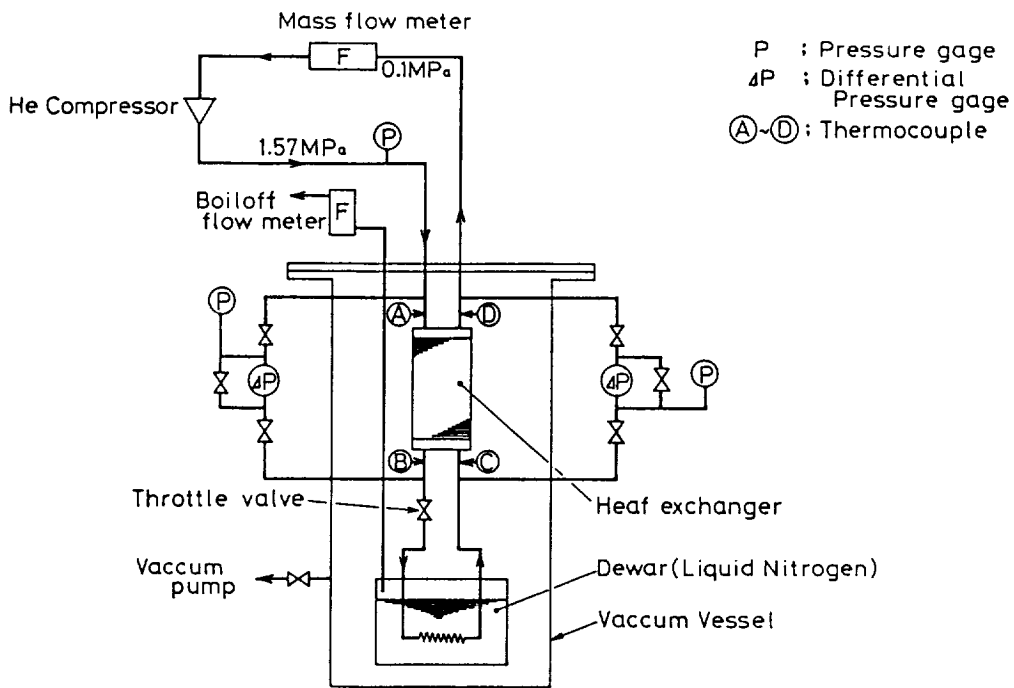 Mass flow meter
F
0.1MPa
P ; Pressure gage
ΔP ; Differential
Pressure gage
Ⓐ~Ⓓ ; Thermocouple
He Compressor
1.57MPa
P
Boiloff
flow meter
F
P
A
D
ΔP
ΔP
P
B
C
Throttle valve
Heaf exchanger
Vaccum
pump
Dewar(Liquid Nitrogen)
Vaccum Vessel